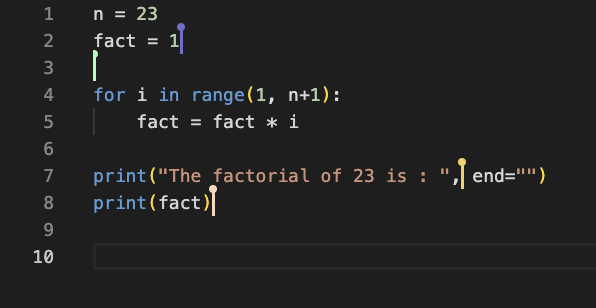 1 n = 23
2 fact = 1
3
4 for i in range(1, n+1):
5     fact = fact * i
6
7 print("The factorial of 23 is : ", end="")
8 print(fact)
9
10